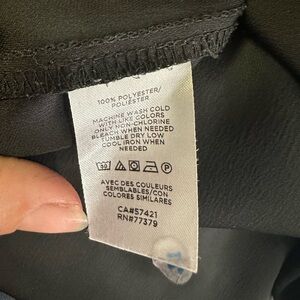 100% POLYESTER/
POLIÉSTER
MACHINE WASH COLD
WITH LIKE COLORS
ONLY NON-CHLORINE
BLEACH WHEN NEEDED
TUMBLE DRY LOW
COOL IRON WHEN
NEEDED
AVEC DES COULEURS
SEMBLABLES/CON
COLORES SIMILARES
CA#57421
RN#77379